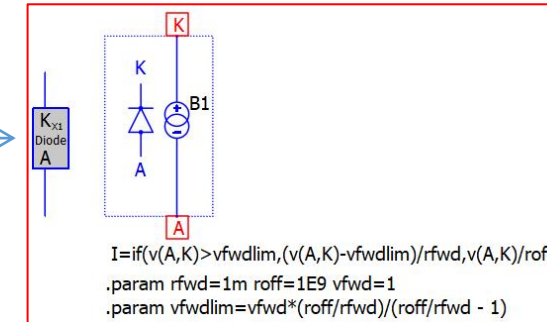 K
K
B1
+
-
A
A
KX1
Diode
A
I=if(v(A,K)>vfwdlim,(v(A,K)-vfwdlim)/rfwd,v(A,K)/rof
.param rfwd=1m roff=1E9 vfwd=1
.param vfwdlim=vfwd*(roff/rfwd)/(roff/rfwd - 1)